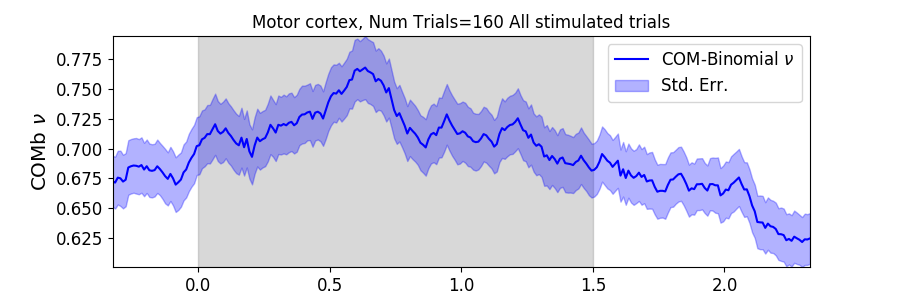 Motor cortex, Num Trials=160 All stimulated trials
COMb ν
0.775
0.750
0.725
0.700
0.675
0.650
0.625
COM-Binomial ν
Std. Err.
0.0 0.5 1.0 1.5 2.0